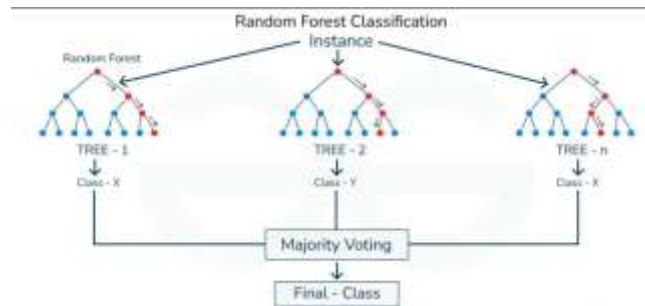 Random Forest Classification
Instance
Random Forest
TREE - 1
TREE - 2
TREE - n
Class - X
Class - Y
Class - X
Majority Voting
Final - Class